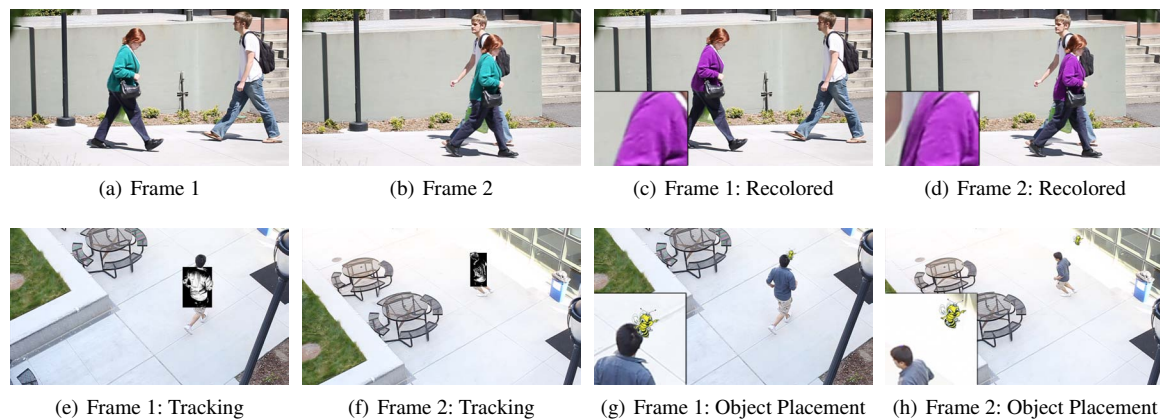 (a) Frame 1
(b) Frame 2
(c) Frame 1: Recolored
(d) Frame 2: Recolored
(e) Frame 1: Tracking
(f) Frame 2: Tracking
(g) Frame 1: Object Placement
(h) Frame 2: Object Placement